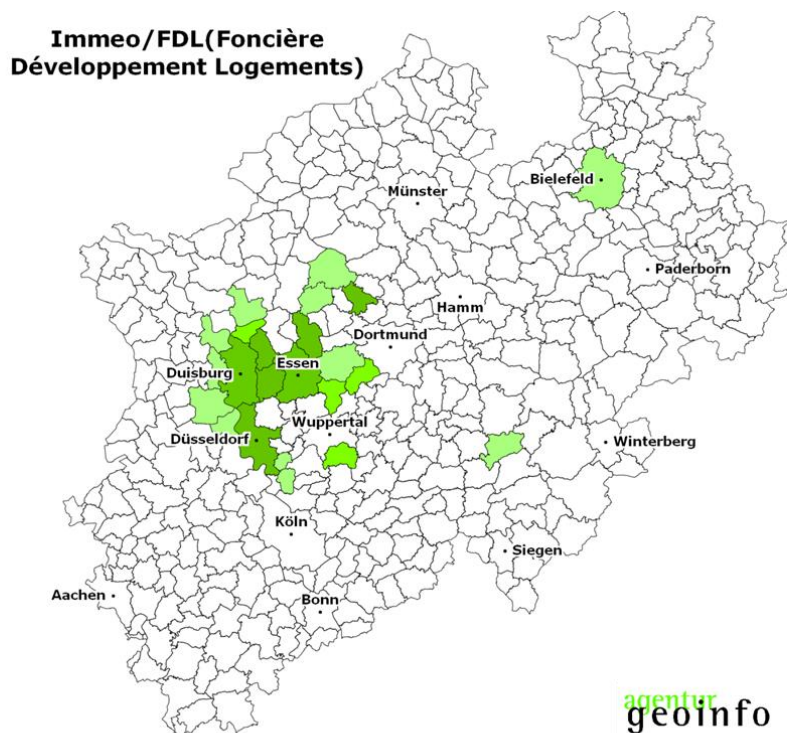 Immeo/FDL(Foncière
Développement Logements)
Münster
Bielefeld
Paderborn
Hamm
Dortmund
Essen
Duisburg
Wuppertal
Düsseldorf
Winterberg
Köln
Siegen
Aachen
Bonn
agentur
geoinfo